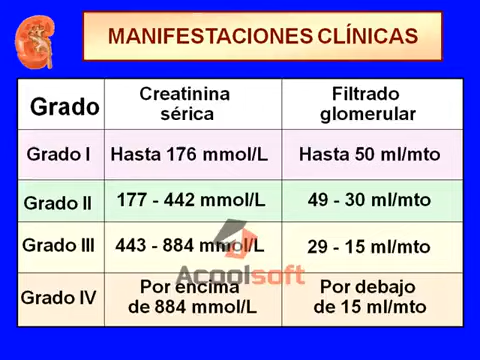 MANIFESTACIONES CLÍNICAS
Grado
Creatinina
sérica
Filtrado
glomerular
Grado I
Hasta 176 mmol/L
Hasta 50 ml/mto
Grado II
177 - 442 mmol/L
49 - 30 ml/mto
Grado III
443 - 884 mmol/L
29 - 15 ml/mto
Grado IV
Por encima
de 884 mmol/L
Por debajo
de 15 ml/mto
Acoolsoft